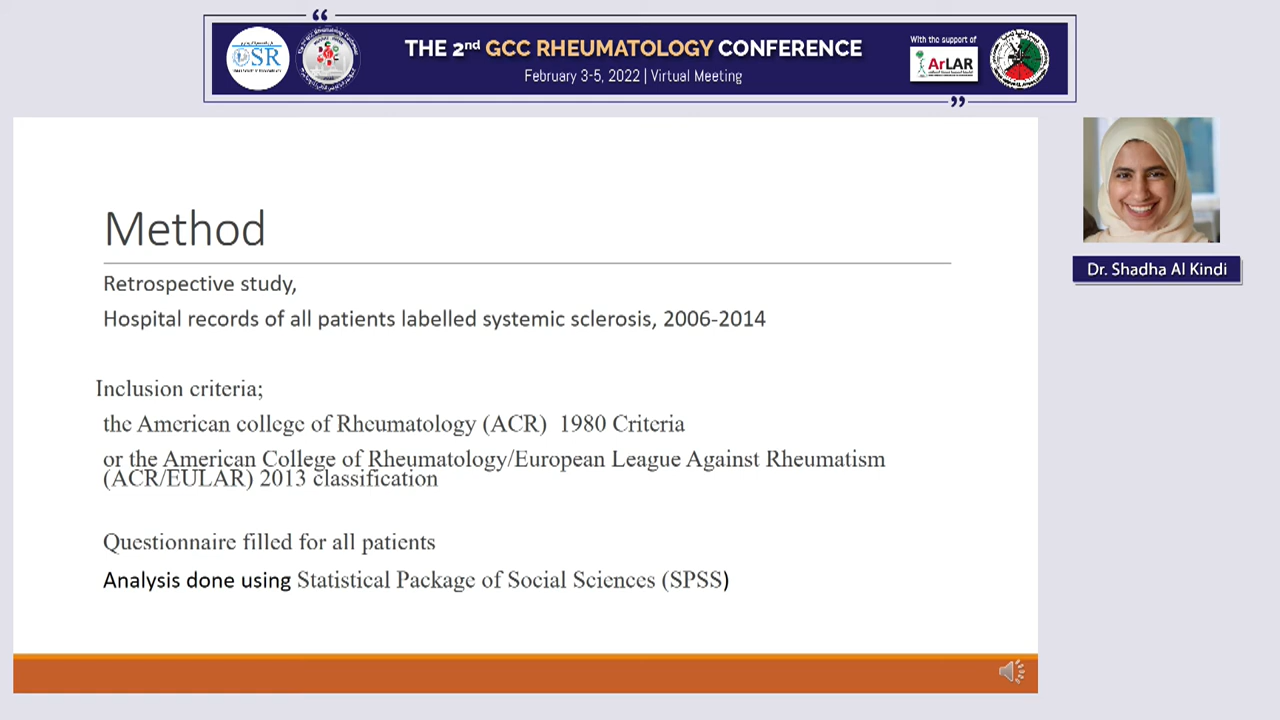 THE 2nd GCC RHEUMATOLOGY CONFERENCE
February 3-5, 2022 | Virtual Meeting
With the support of
OSR
ArLAR
Dr. Shadha Al Kindi
Method
Retrospective study,
Hospital records of all patients labelled systemic sclerosis, 2006-2014
Inclusion criteria;
the American college of Rheumatology (ACR)  1980 Criteria
or the American College of Rheumatology/European League Against Rheumatism
(ACR/EULAR) 2013 classification
Questionnaire filled for all patients
Analysis done using Statistical Package of Social Sciences (SPSS)